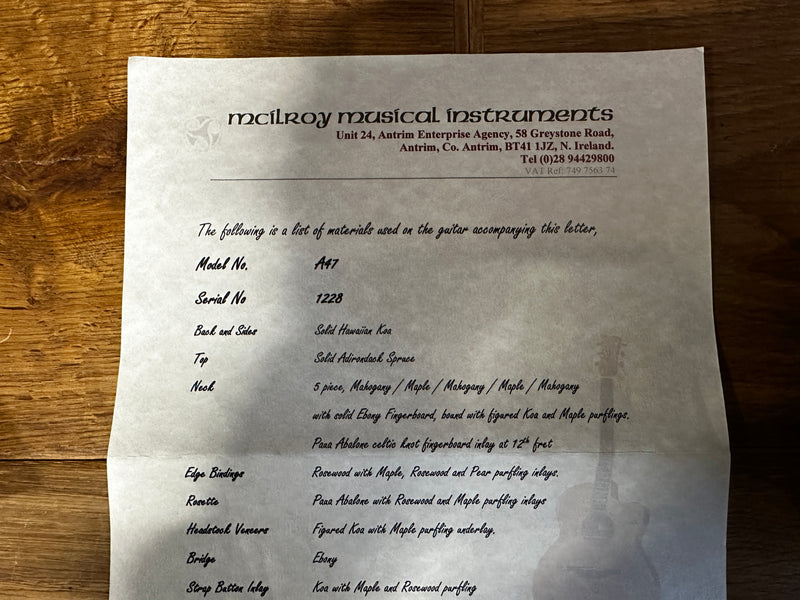 mcilroy musical instruments
Unit 24, Antrim Enterprise Agency, 58 Greystone Road,
Antrim, Co. Antrim, BT41 1JZ, N. Ireland.
Tel (0)28 94429800
VAT Ref: 749 7563 74
The following is a list of materials used on the guitar accompanying this letter,
Model No. A47
Serial No 1228
Back and Sides Solid Hawaiian Koa
Top Solid Adirondack Spruce
Neck 5 piece, Mahogany / Maple / Mahogany / Maple / Mahogany
with solid Ebony Fingerboard, bound with figured Koa and Maple purflings.
Paua Abalone celtic knot fingerboard inlay at 12th fret
Edge Bindings Rosewood with Maple, Rosewood and Pear purfling inlays.
Rosette Paua Abalone with Rosewood and Maple purfling inlays
Headstock Veneers Figured Koa with Maple purfling underlay.
Bridge Ebony
Strap Button Inlay Koa with Maple and Rosewood purfling